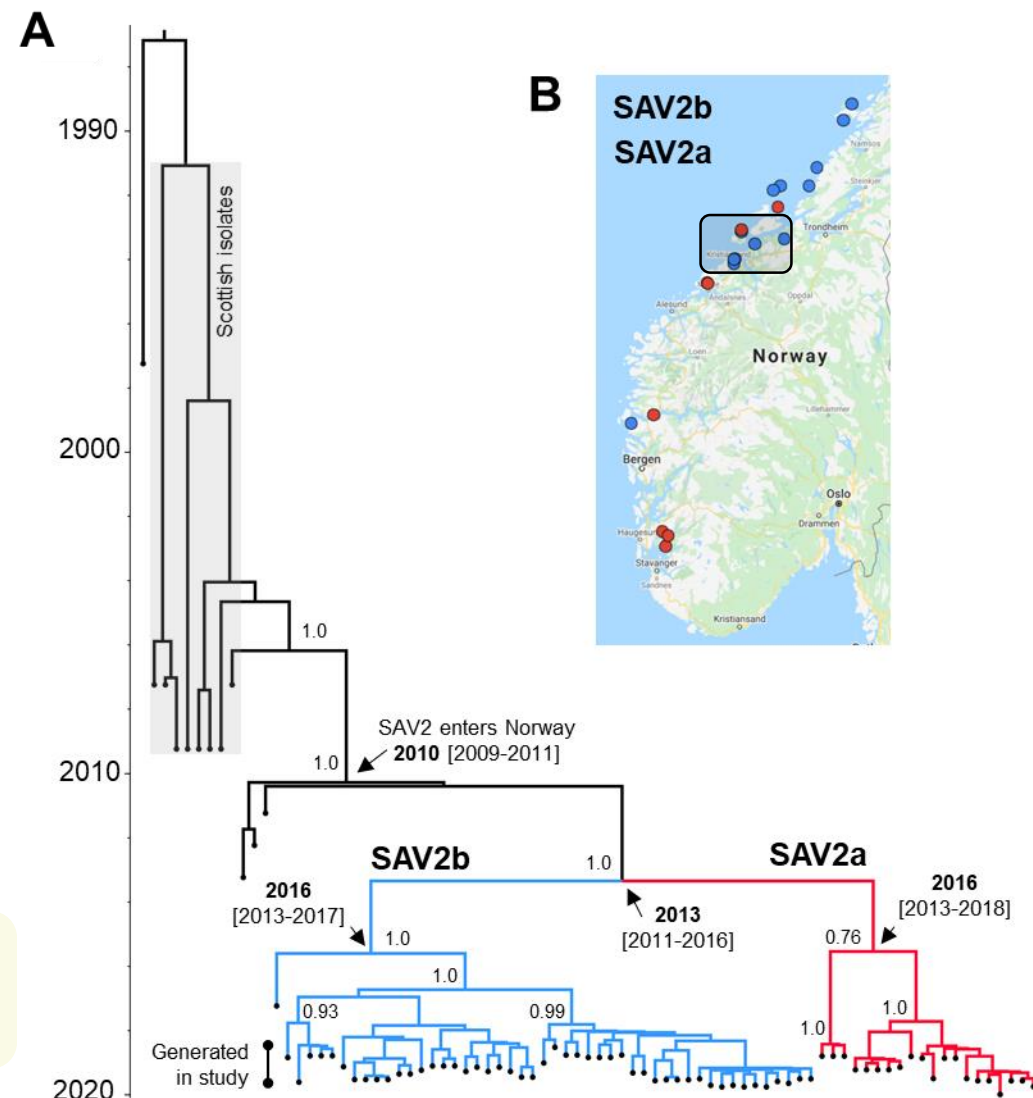 A
1990
2000
2010
2020
Scottish isolates
1.0
SAV2 enters Norway
2010 [2009-2011]
1.0
SAV2b
1.0
SAV2a
2016
[2013-2017]
2013
[2011-2016]
2016
[2013-2018]
1.0
0.76
1.0
0.93
0.99
1.0
1.0
Generated
in study
B
SAV2b
SAV2a
Namsos
Steinkjer
Trondheim
Ålesund
Åndalsnes
Oppdal
Norway
Loen
Lillehammer
Bergen
Oslo
Drammen
Stavanger
Sandnes
Kristiansand